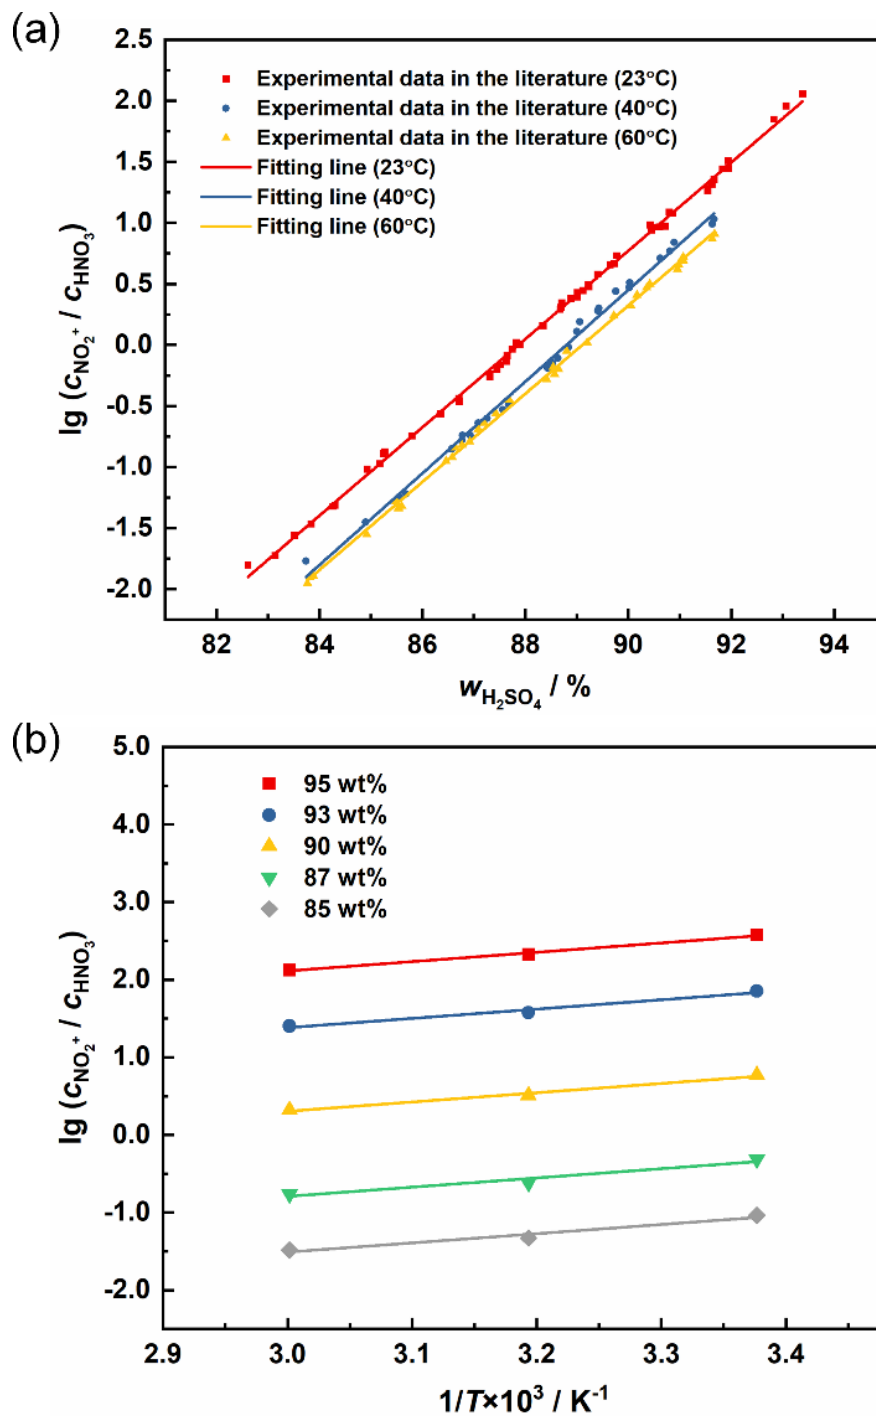 (a)
2.5
2.0
1.5
1.0
0.5
0.0
-0.5
-1.0
-1.5
-2.0
lg (c_NO₂⁺ / c_HNO₃)
Experimental data in the literature (23°C)
Experimental data in the literature (40°C)
Experimental data in the literature (60°C)
Fitting line (23°C)
Fitting line (40°C)
Fitting line (60°C)
82 84 86 88 90 92 94
w_H₂SO₄ / %
(b)
5.0
4.0
3.0
2.0
1.0
0.0
-1.0
-2.0
lg (c_NO₂⁺ / c_HNO₃)
95 wt%
93 wt%
90 wt%
87 wt%
85 wt%
2.9 3.0 3.1 3.2 3.3 3.4
1/T×10³ / K⁻¹